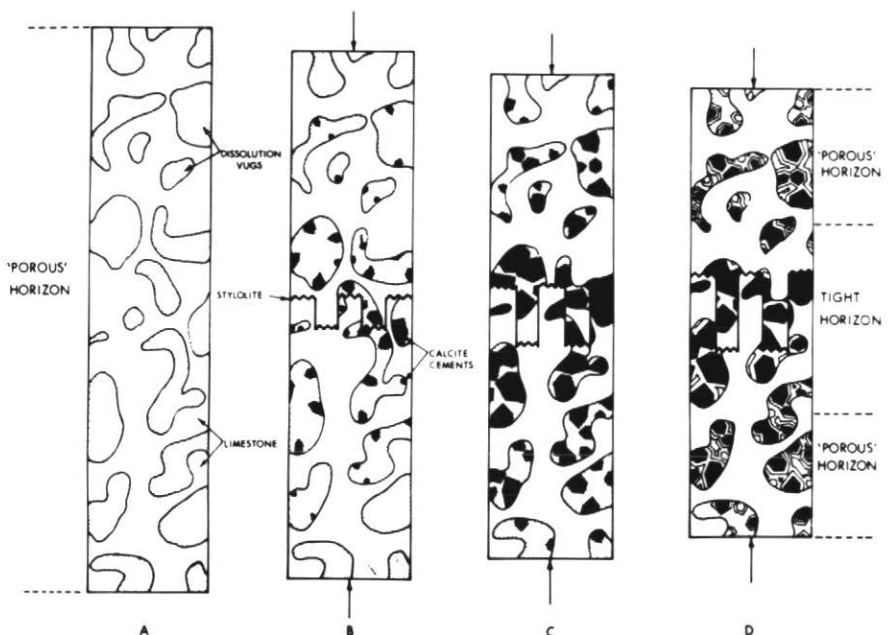 'POROUS'
HORIZON
DISSOLUTION
VUGS
STYLOLITE
CALCITE
CEMENTS
LIMESTONE
'POROUS'
HORIZON
TIGHT
HORIZON
'POROUS'
HORIZON
A
B
C
D